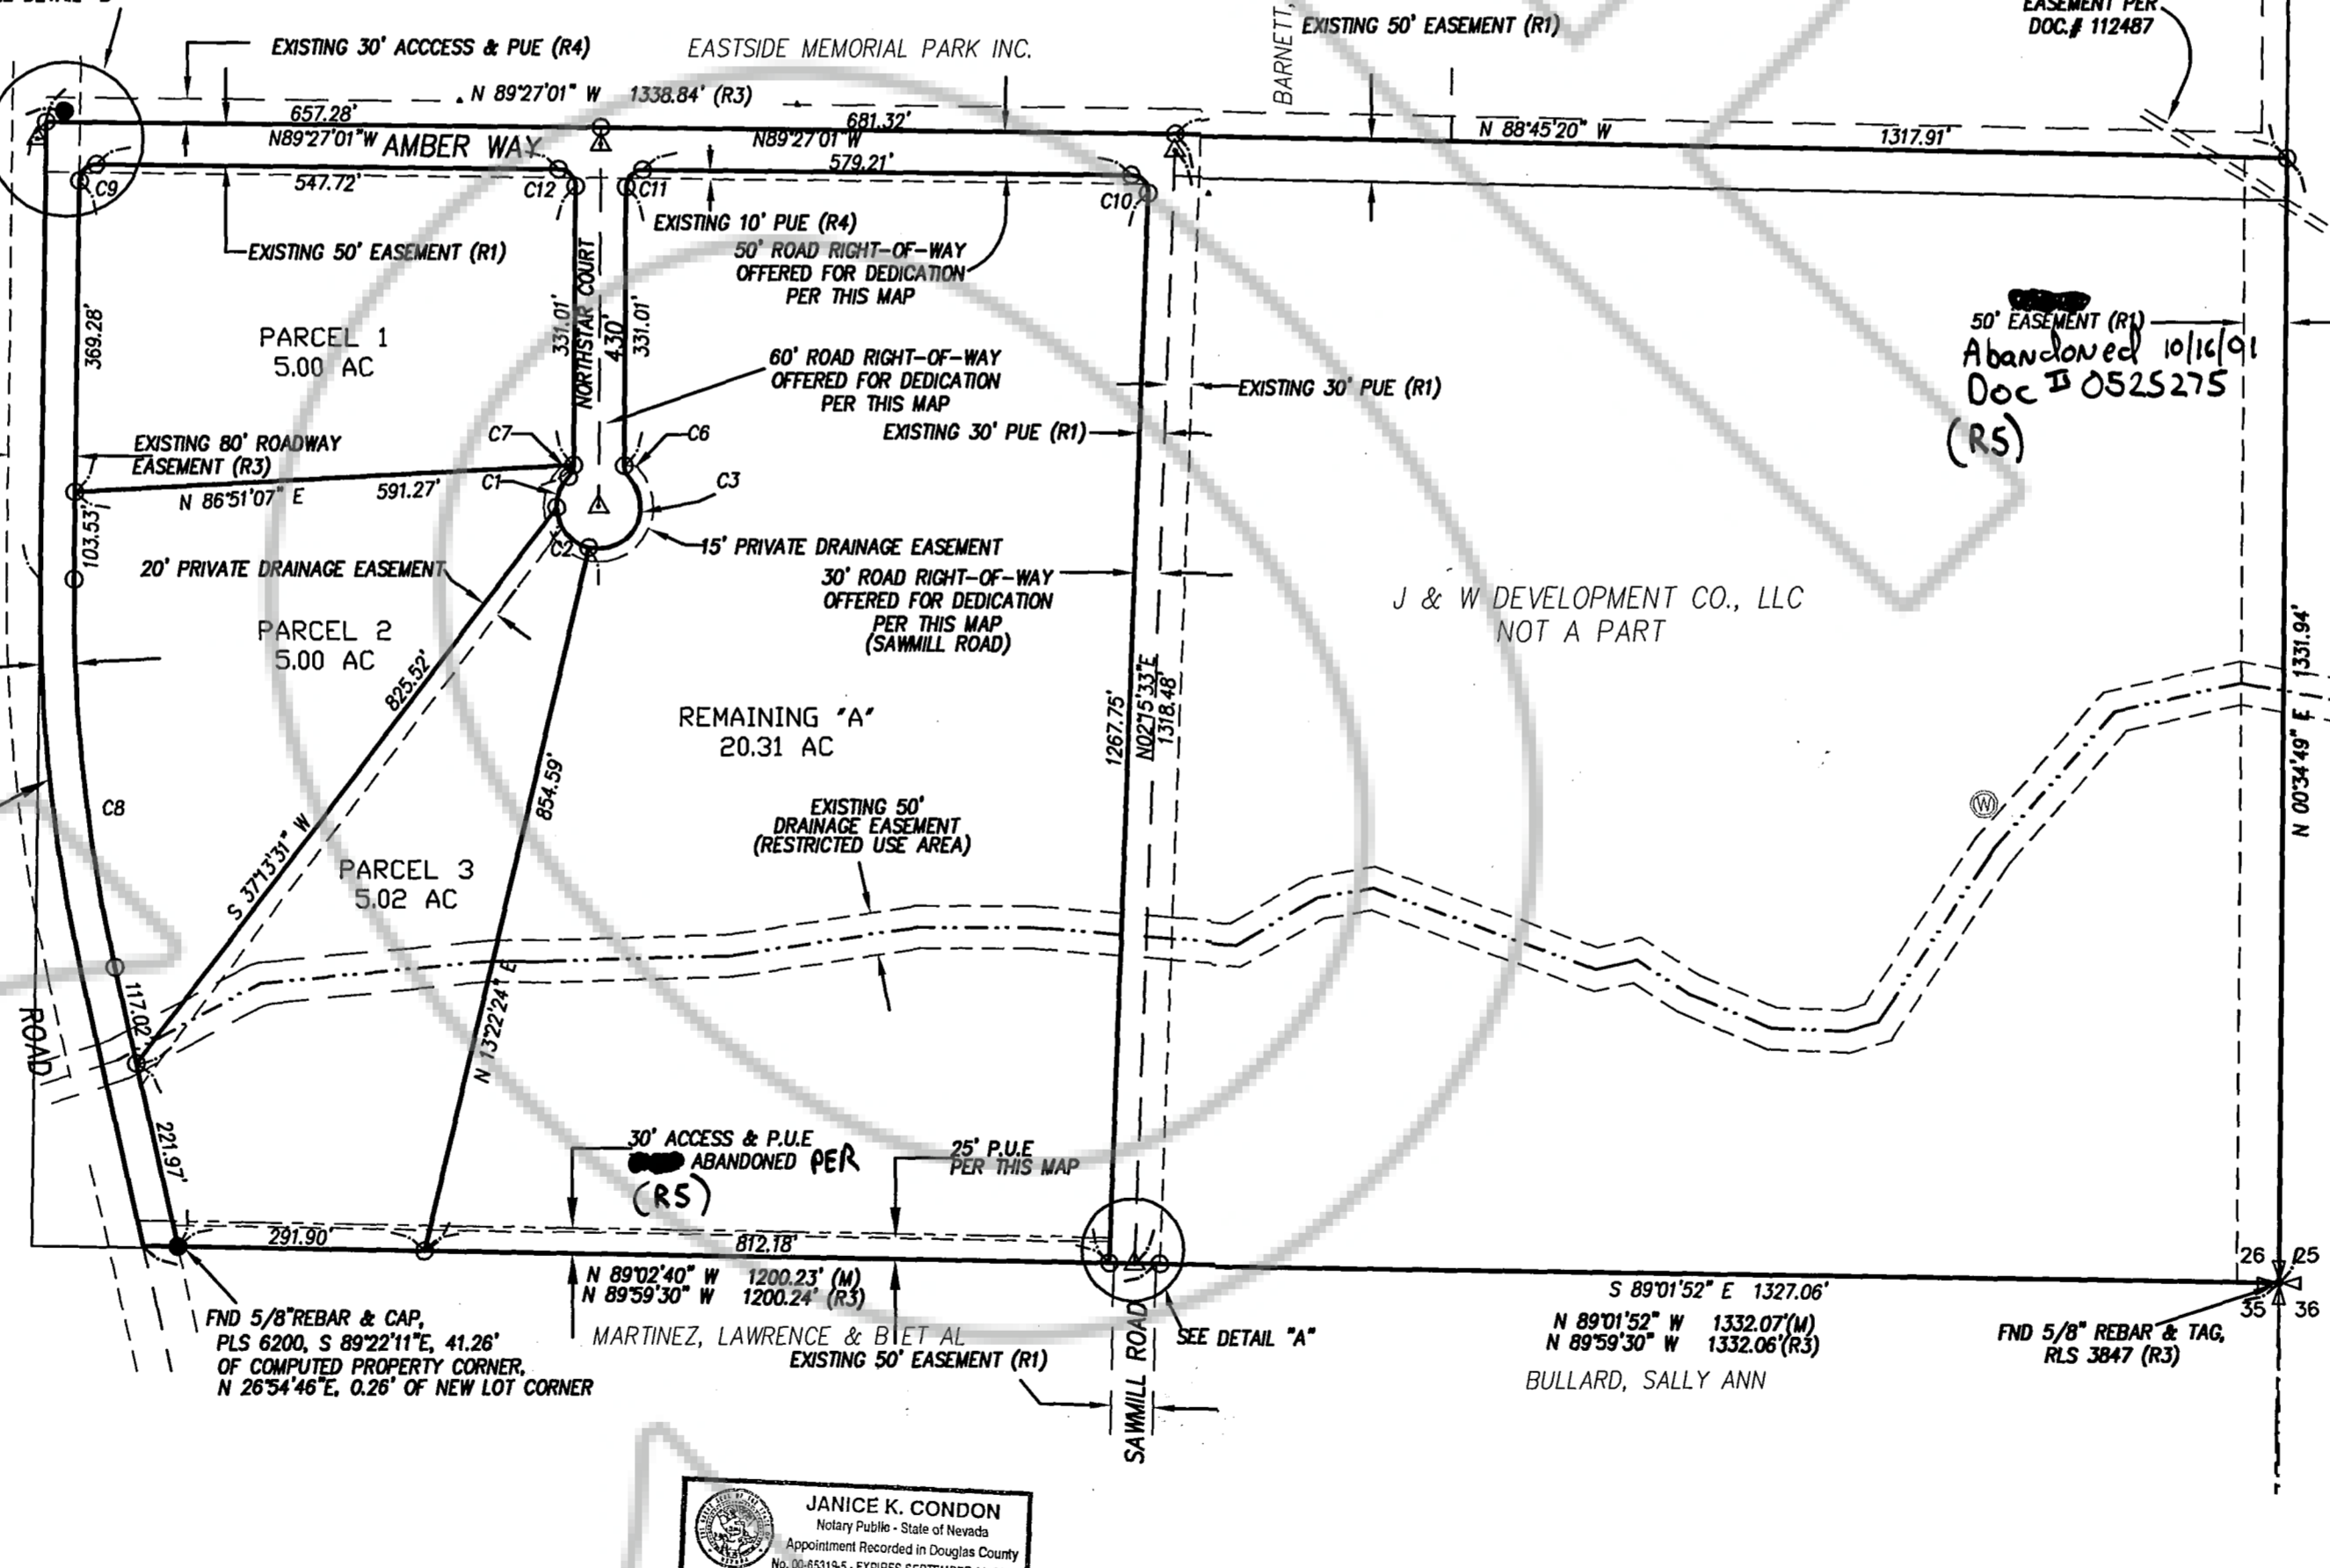 EXISTING 30' ACCCESS & PUE (R4)
EASTSIDE MEMORIAL PARK INC.
BARNETT,
EXISTING 50' EASEMENT (R1)
EASEMENT PER
DOC.# 112487
N 89°27'01" W 1338.84' (R3)
657.28'
N89°27'01"W
AMBER WAY
681.32'
N89°27'01"W
579.21'
N 88°45'20" W
1317.91'
547.72'
C9
C12
C11
C10
EXISTING 10' PUE (R4)
EXISTING 50' EASEMENT (R1)
50' ROAD RIGHT-OF-WAY
OFFERED FOR DEDICATION
PER THIS MAP
369.28'
331.01'
NORTHSTAR COURT
430'
331.01'
PARCEL 1
5.00 AC
60' ROAD RIGHT-OF-WAY
OFFERED FOR DEDICATION
PER THIS MAP
EXISTING 30' PUE (R1)
EXISTING 30' PUE (R1)
50' EASEMENT (R1)
Abandoned 10/16/01
Doc # 0525275
(R5)
EXISTING 80' ROADWAY
EASEMENT (R3)
N 86°51'07" E
591.27'
C7
C6
C1
C3
C2
103.53'
20' PRIVATE DRAINAGE EASEMENT
15' PRIVATE DRAINAGE EASEMENT
30' ROAD RIGHT-OF-WAY
OFFERED FOR DEDICATION
PER THIS MAP
(SAWMILL ROAD)
J & W DEVELOPMENT CO., LLC
NOT A PART
PARCEL 2
5.00 AC
825.52'
S 37°13'31" W
REMAINING "A"
20.31 AC
1267.75'
N02°15'33"E
1318.48'
N 00°34'49" E 1331.94'
854.59'
N 13°22'24" E
C8
EXISTING 50'
DRAINAGE EASEMENT
(RESTRICTED USE AREA)
W
PARCEL 3
5.02 AC
117.02'
ROAD
221.97'
30' ACCESS & P.U.E
ABANDONED PER
(R5)
25' P.U.E
PER THIS MAP
291.90'
812.18'
N 89°02'40" W 1200.23' (M)
N 89°59'30" W 1200.24' (R3)
MARTINEZ, LAWRENCE & B ET AL
EXISTING 50' EASEMENT (R1)
SAWMILL ROAD
SEE DETAIL "A"
S 89°01'52" E 1327.06'
N 89°01'52" W 1332.07'(M)
N 89°59'30" W 1332.06'(R3)
BULLARD, SALLY ANN
26 25
35 36
FND 5/8" REBAR & TAG,
RLS 3847 (R3)
FND 5/8"REBAR & CAP,
PLS 6200, S 89°22'11"E, 41.26'
OF COMPUTED PROPERTY CORNER,
N 26°54'46"E, 0.26' OF NEW LOT CORNER
JANICE K. CONDON
Notary Public - State of Nevada
Appointment Recorded in Douglas County